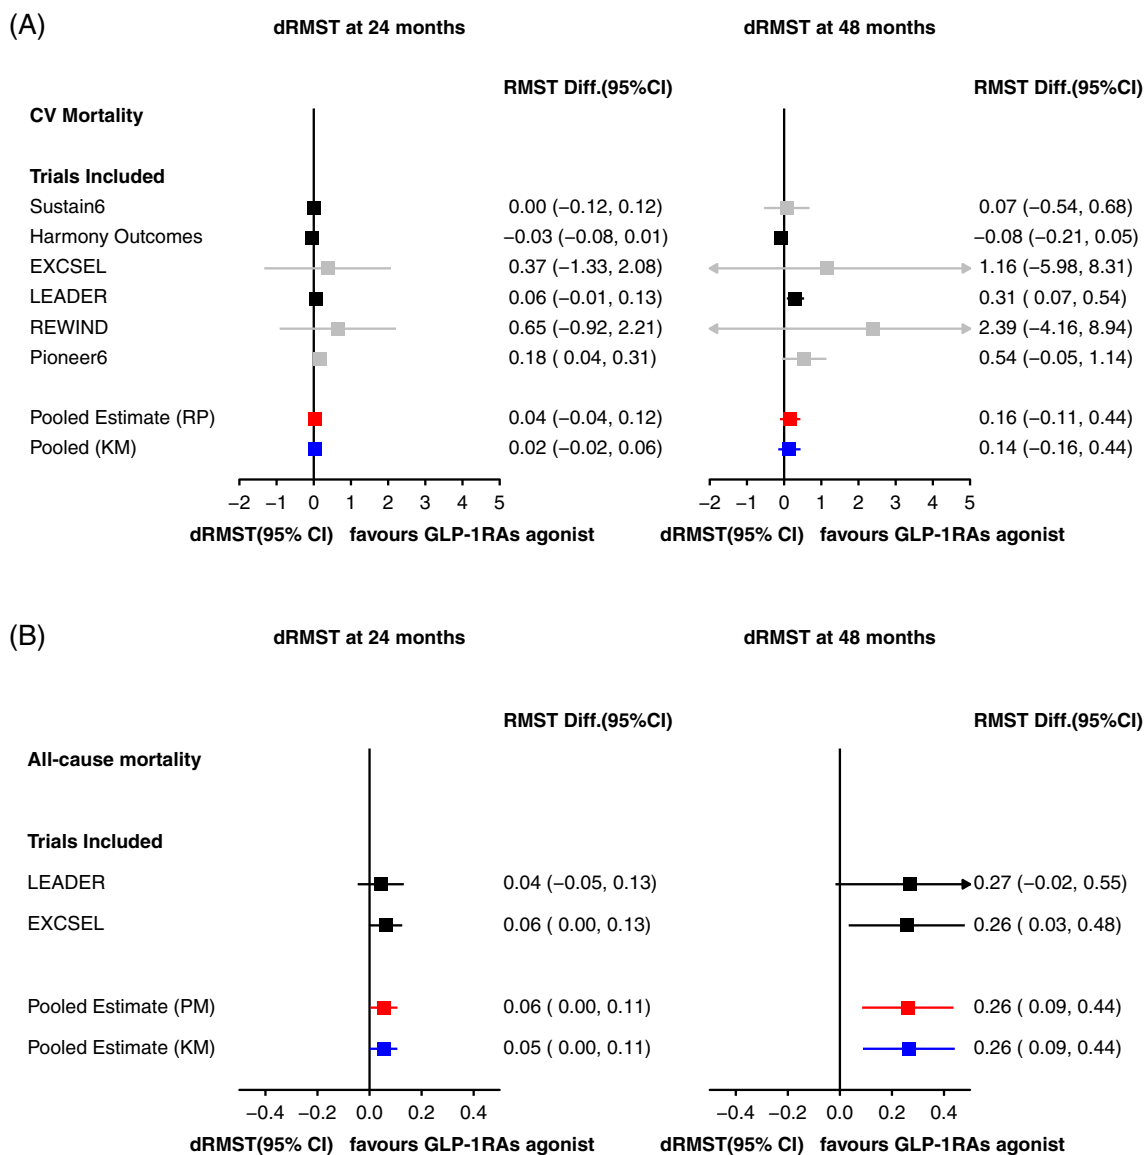 (A)
dRMST at 24 months dRMST at 48 months
RMST Diff.(95%CI) RMST Diff.(95%CI)
CV Mortality
Trials Included
Sustain6 0.00 (−0.12, 0.12) 0.07 (−0.54, 0.68)
Harmony Outcomes −0.03 (−0.08, 0.01) −0.08 (−0.21, 0.05)
EXCSEL 0.37 (−1.33, 2.08) 1.16 (−5.98, 8.31)
LEADER 0.06 (−0.01, 0.13) 0.31 ( 0.07, 0.54)
REWIND 0.65 (−0.92, 2.21) 2.39 (−4.16, 8.94)
Pioneer6 0.18 ( 0.04, 0.31) 0.54 (−0.05, 1.14)
Pooled Estimate (RP) 0.04 (−0.04, 0.12) 0.16 (−0.11, 0.44)
Pooled (KM) 0.02 (−0.02, 0.06) 0.14 (−0.16, 0.44)
−2 −1 0 1 2 3 4 5 −2 −1 0 1 2 3 4 5
dRMST(95% CI) favours GLP-1RAs agonist dRMST(95% CI) favours GLP-1RAs agonist
(B)
dRMST at 24 months dRMST at 48 months
RMST Diff.(95%CI) RMST Diff.(95%CI)
All-cause mortality
Trials Included
LEADER 0.04 (−0.05, 0.13) 0.27 (−0.02, 0.55)
EXCSEL 0.06 ( 0.00, 0.13) 0.26 ( 0.03, 0.48)
Pooled Estimate (PM) 0.06 ( 0.00, 0.11) 0.26 ( 0.09, 0.44)
Pooled Estimate (KM) 0.05 ( 0.00, 0.11) 0.26 ( 0.09, 0.44)
−0.4 −0.2 0.0 0.2 0.4 −0.4 −0.2 0.0 0.2 0.4
dRMST(95% CI) favours GLP-1RAs agonist dRMST(95% CI) favours GLP-1RAs agonist